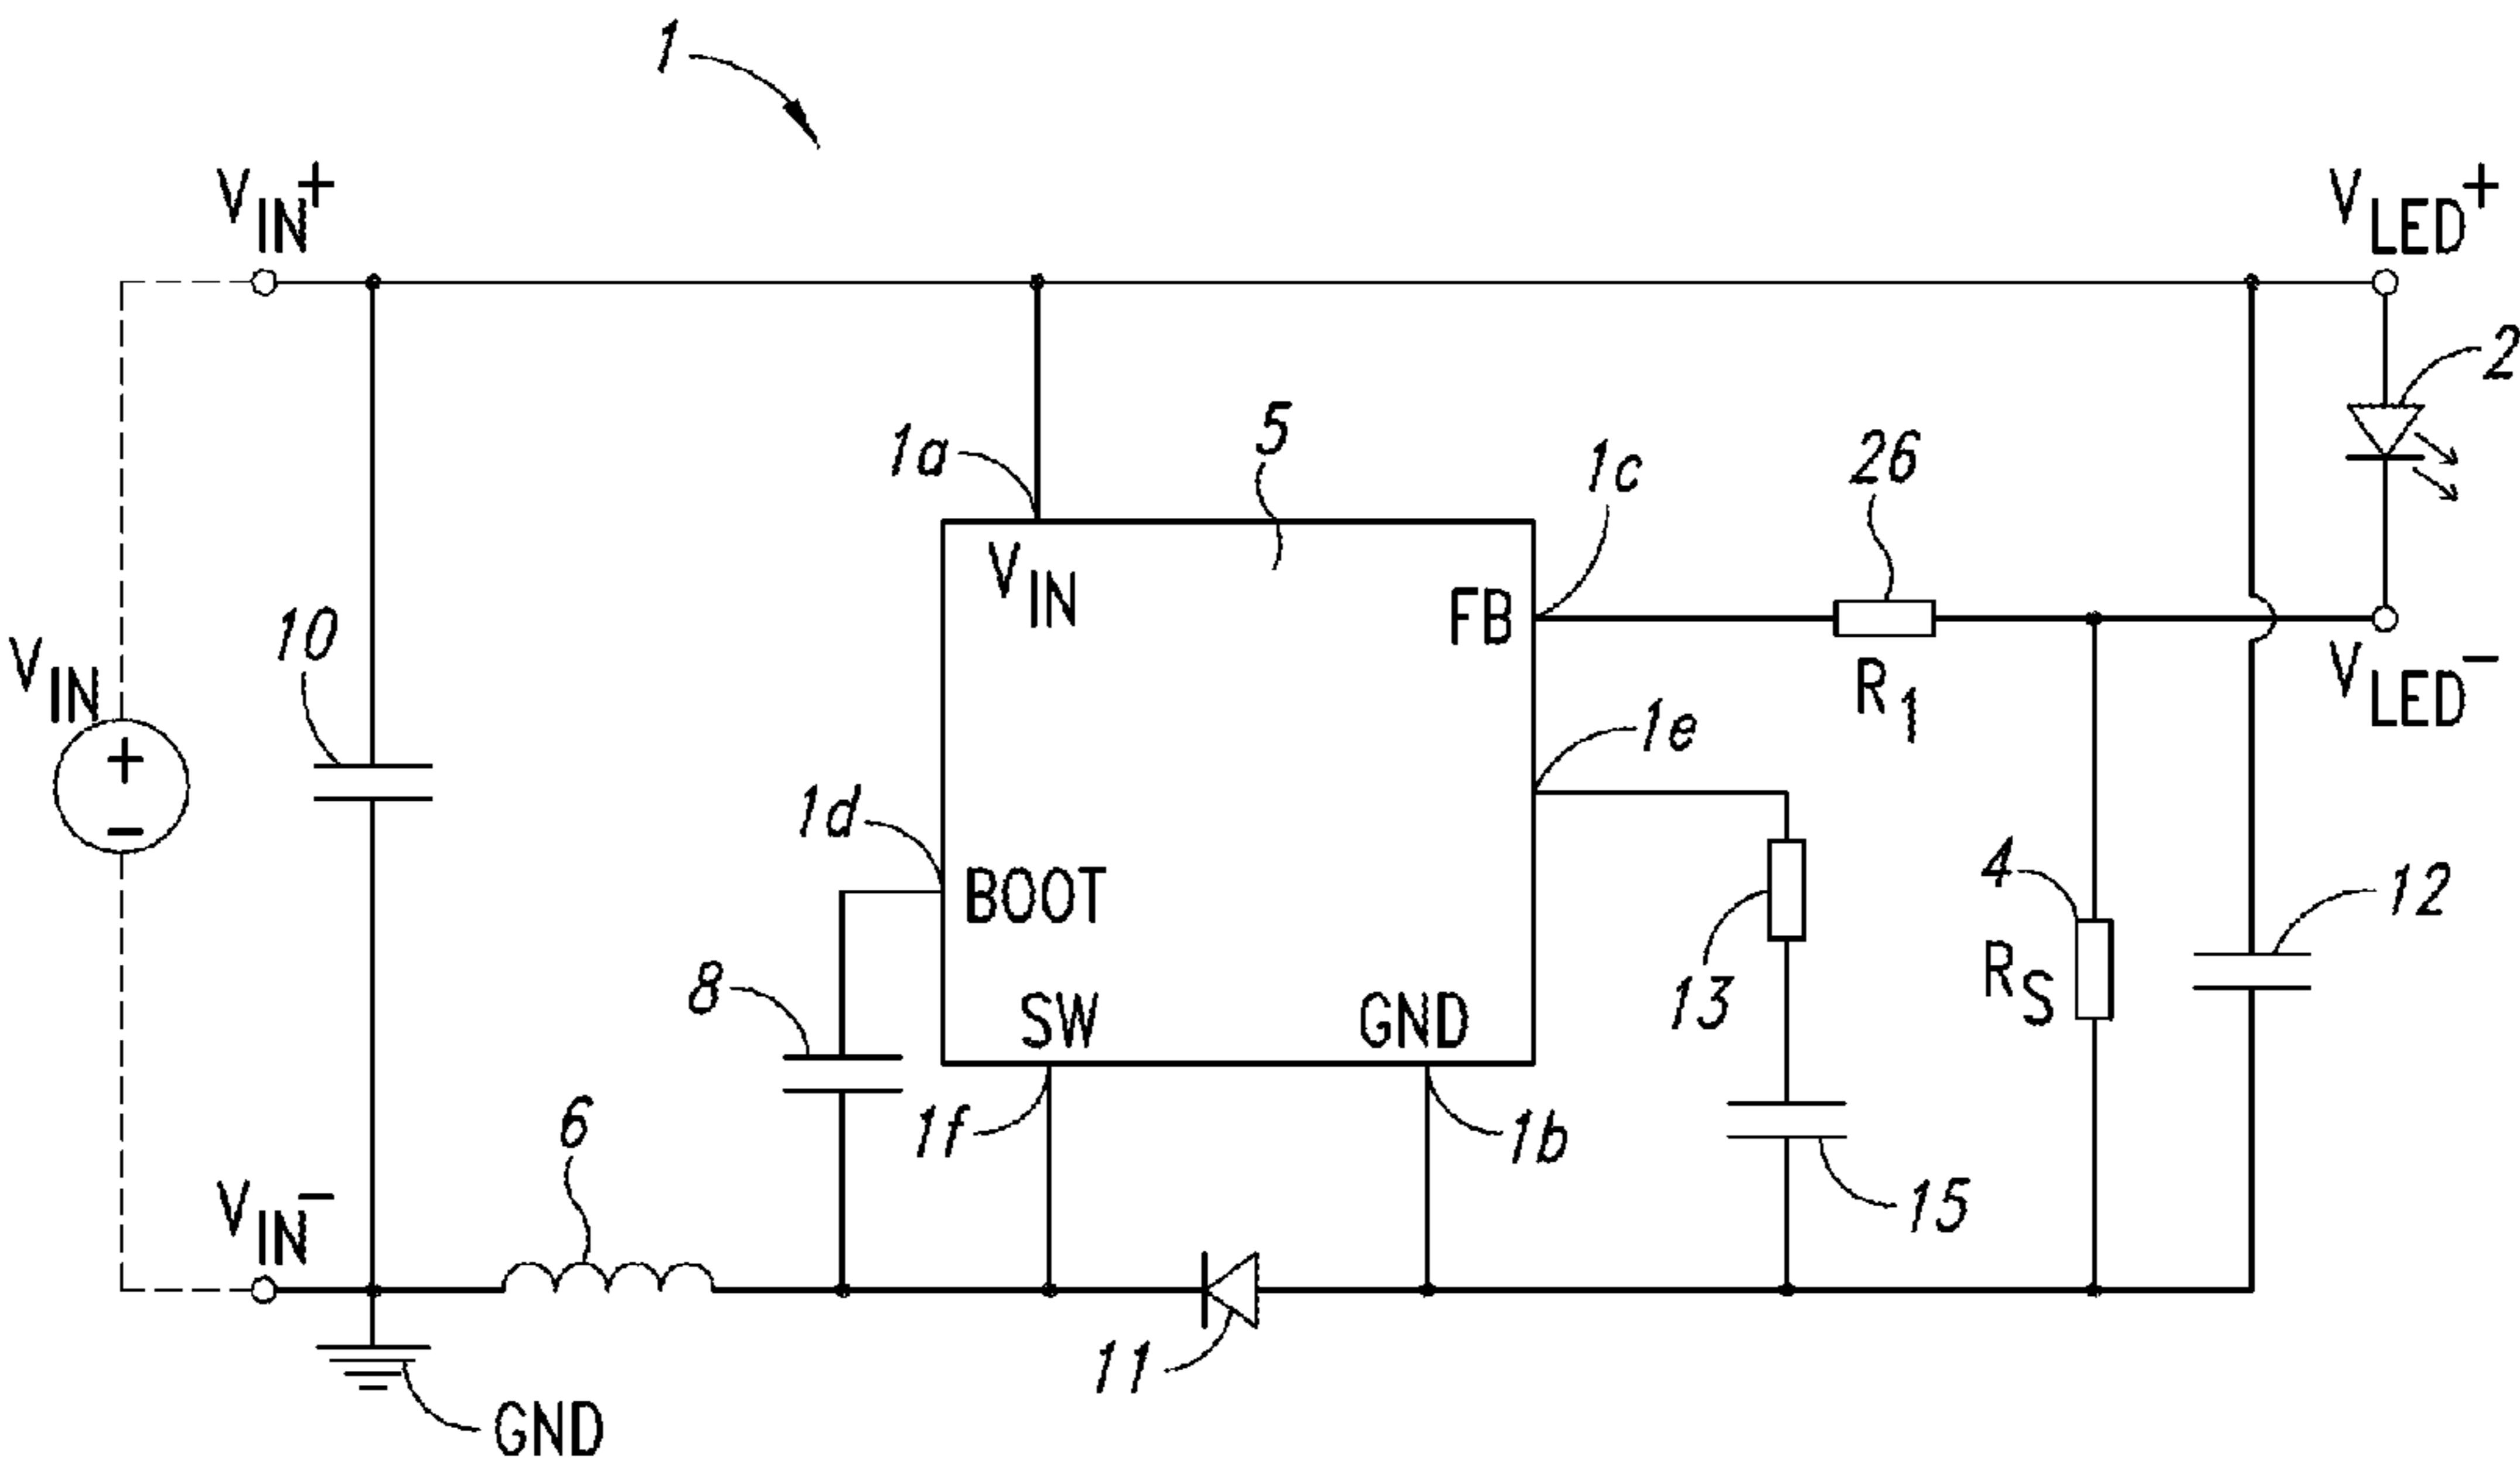 1
VIN+
VLED+
2
1a
5
1c
26
VIN
FB
10
VIN
R1
VLED-
1e
+
-
1d
BOOT
4
12
8
13
RS
SW
GND
6
1f
1b
15
VIN-
11
GND